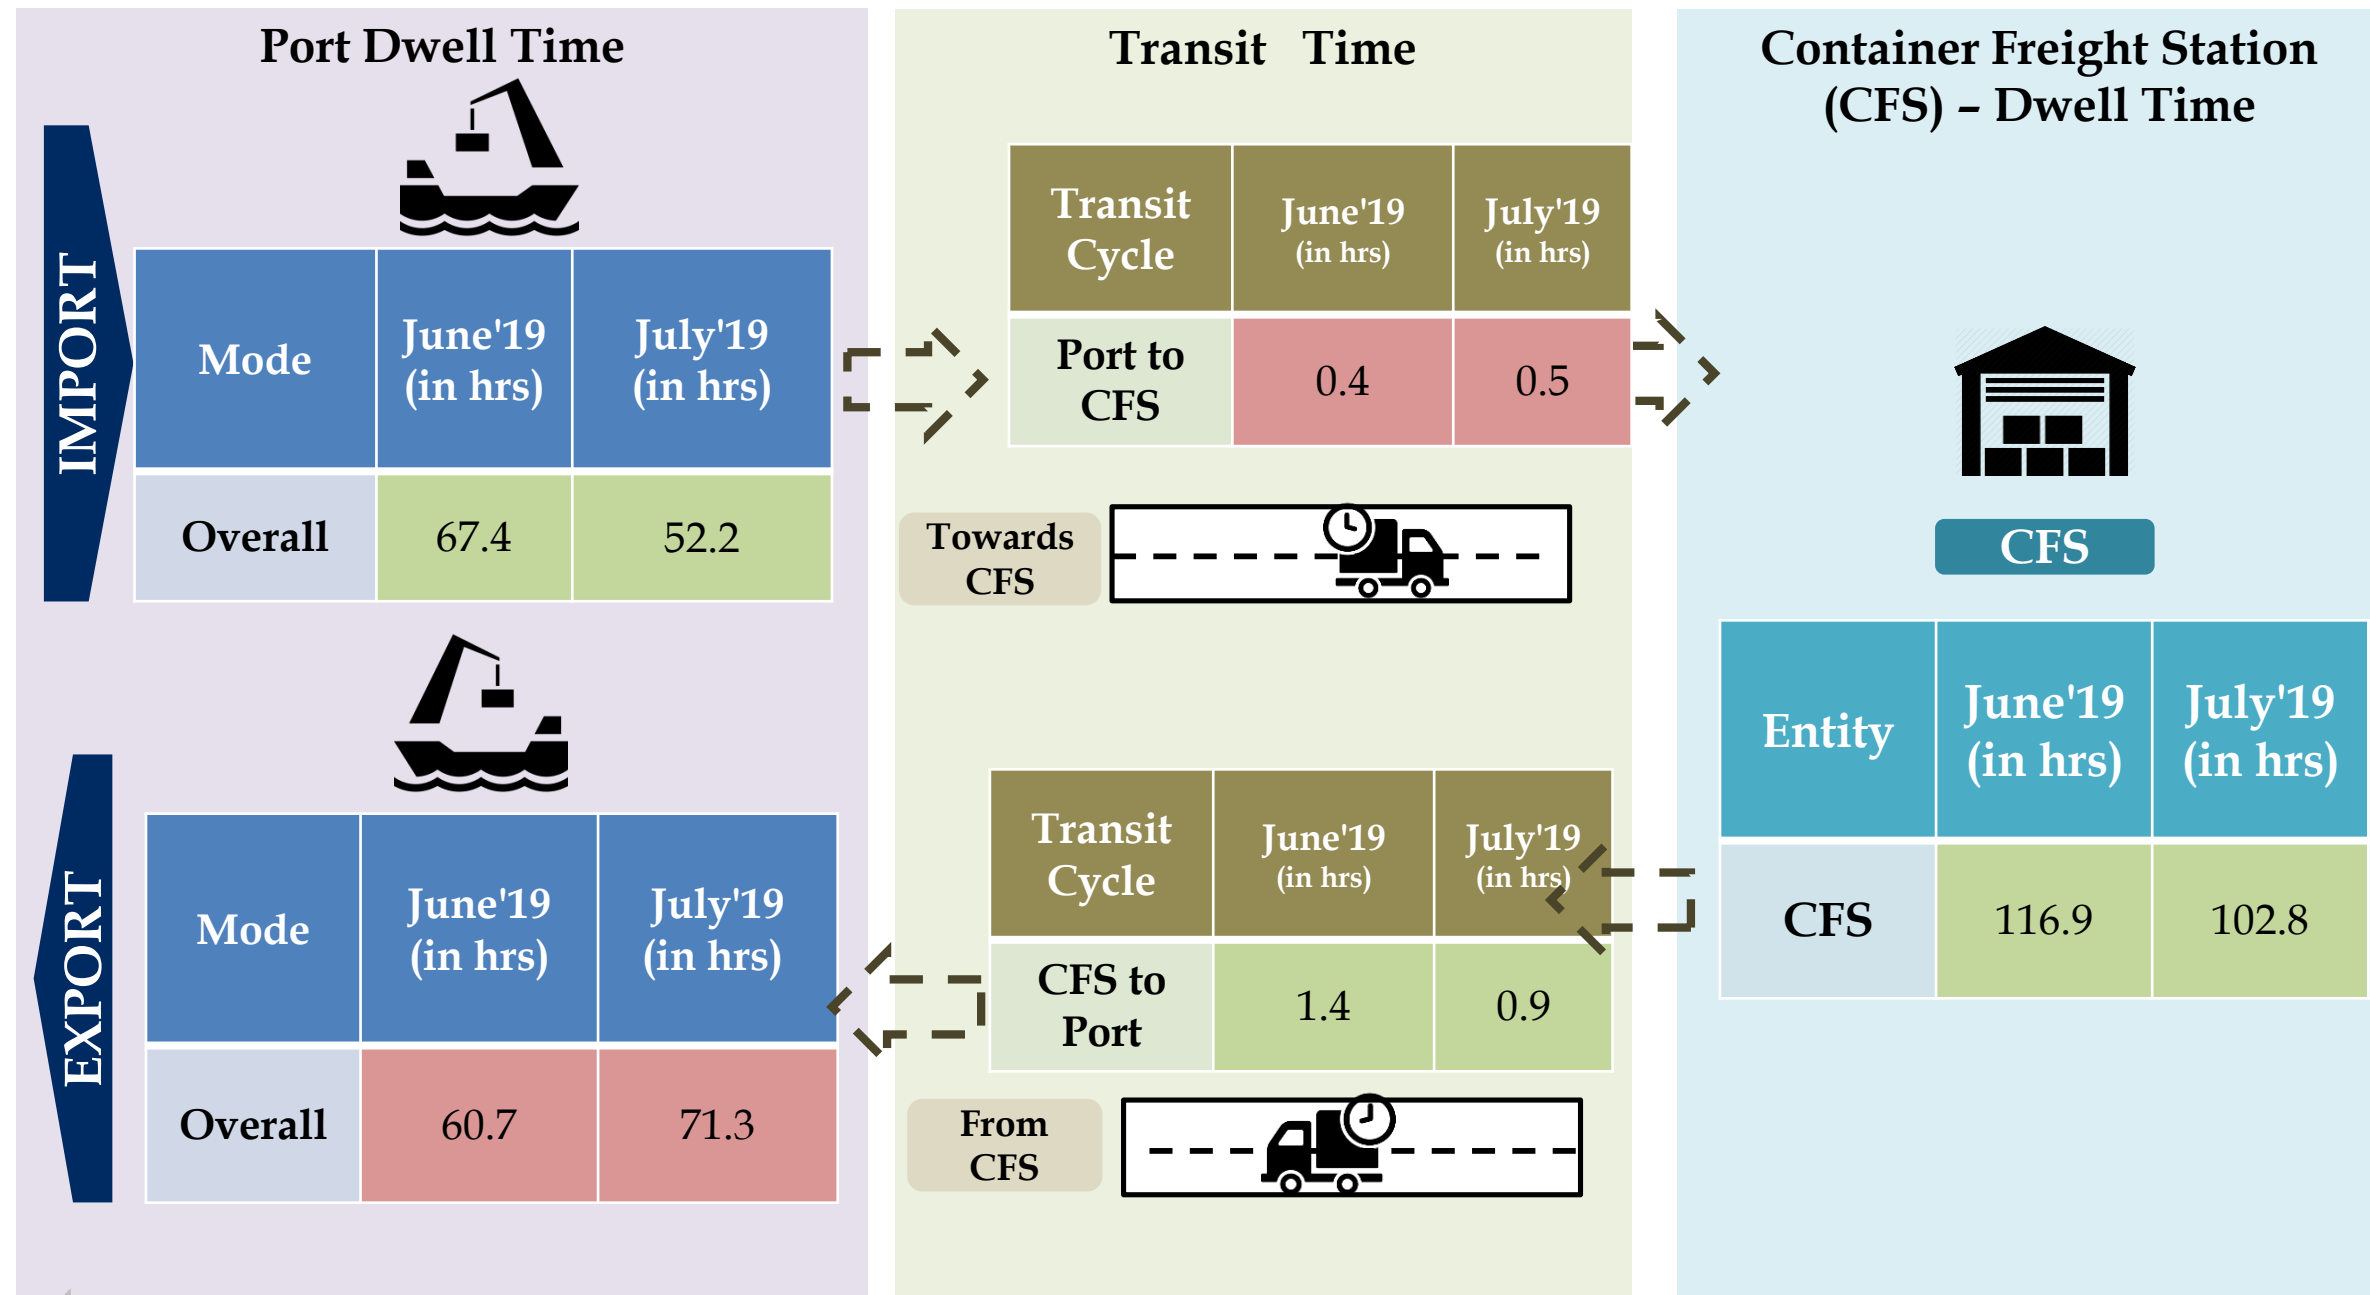 Port Dwell Time
IMPORT
Mode
June'19
(in hrs)
July'19
(in hrs)
Overall
67.4
52.2
EXPORT
Mode
June'19
(in hrs)
July'19
(in hrs)
Overall
60.7
71.3
Transit Time
Transit
Cycle
June'19
(in hrs)
July'19
(in hrs)
Port to
CFS
0.4
0.5
Towards
CFS
Transit
Cycle
June'19
(in hrs)
July'19
(in hrs)
CFS to
Port
1.4
0.9
From
CFS
Container Freight Station
(CFS) – Dwell Time
CFS
Entity
June'19
(in hrs)
July'19
(in hrs)
CFS
116.9
102.8